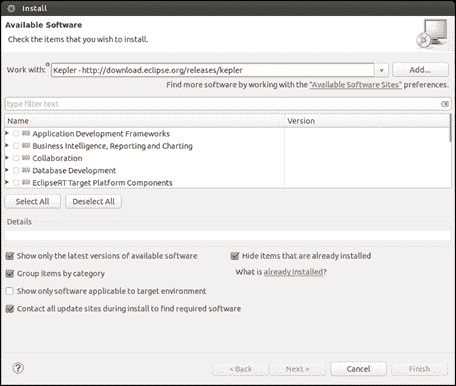 Install
Available Software
Check the items that you wish to install.
Work with: Kepler - http://download.eclipse.org/releases/kepler Add...
Find more software by working with the "Available Software Sites" preferences.
type filter text
Name Version
Application Development Frameworks
Business Intelligence, Reporting and Charting
Collaboration
Database Development
EclipseRT Target Platform Components
Select All Deselect All
Details
Show only the latest versions of available software Hide items that are already installed
Group items by category What is already installed?
Show only software applicable to target environment
Contact all update sites during install to find required software
? < Back Next > Cancel Finish